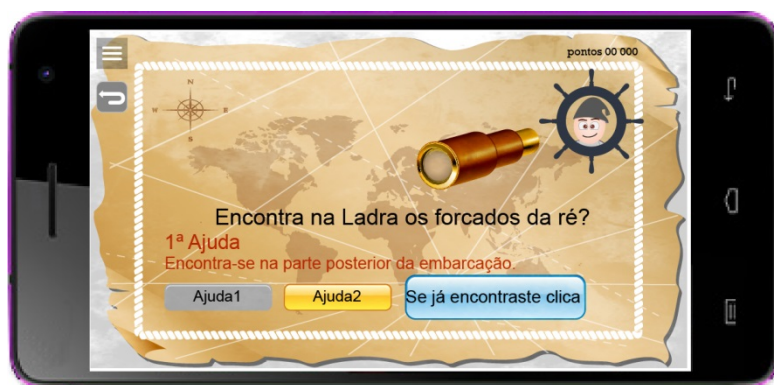 pontos 00 000
N
W E
S
Encontra na Ladra os forcados da ré?
1ª Ajuda
Encontra-se na parte posterior da embarcação.
Ajuda1 Ajuda2 Se já encontraste clica